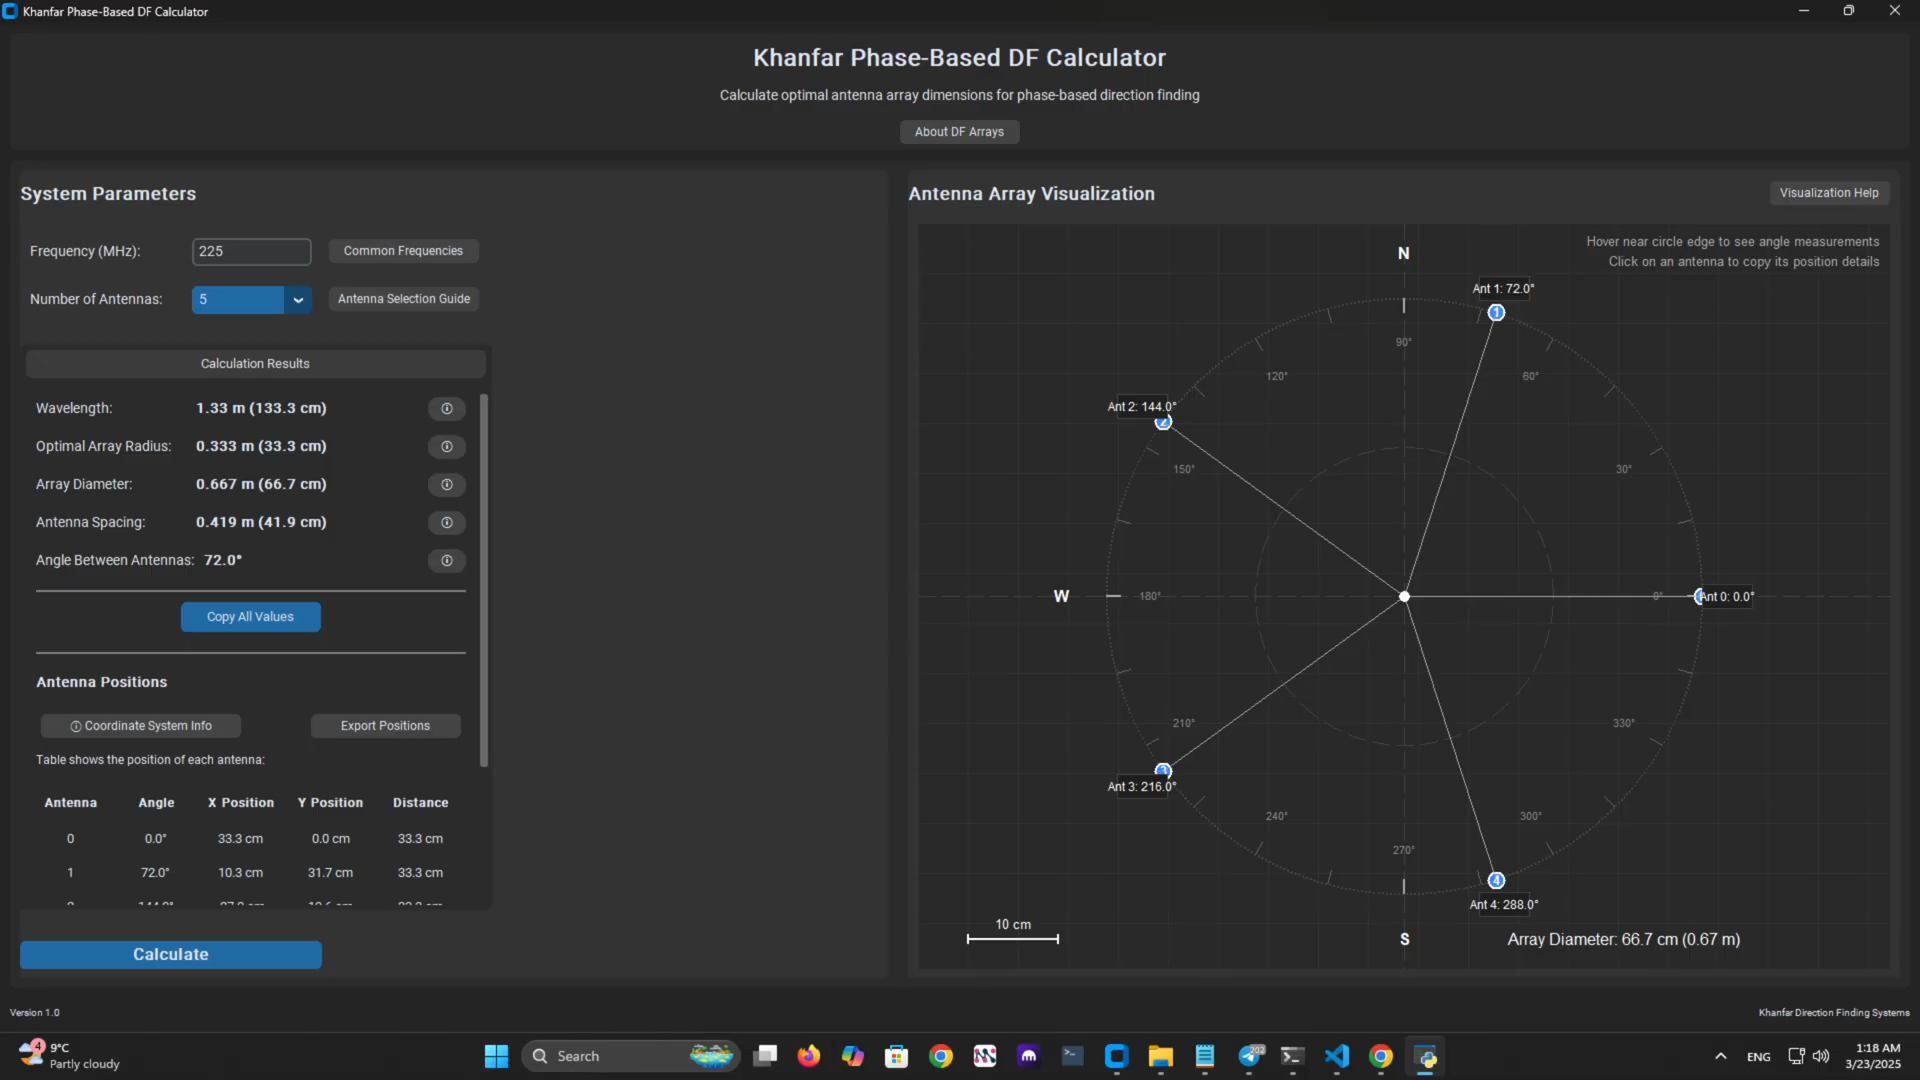 Khanfar Phase-Based DF Calculator
Khanfar Phase-Based DF Calculator
Calculate optimal antenna array dimensions for phase-based direction finding
About DF Arrays
System Parameters
Frequency (MHz):
225
Common Frequencies
Number of Antennas:
5
Antenna Selection Guide
Calculation Results
Wavelength: 1.33 m (133.3 cm)
Optimal Array Radius: 0.333 m (33.3 cm)
Array Diameter: 0.667 m (66.7 cm)
Antenna Spacing: 0.419 m (41.9 cm)
Angle Between Antennas: 72.0°
Copy All Values
Antenna Positions
Coordinate System Info
Export Positions
Table shows the position of each antenna:
Antenna Angle X Position Y Position Distance
0 0.0° 33.3 cm 0.0 cm 33.3 cm
1 72.0° 10.3 cm 31.7 cm 33.3 cm
Calculate
Antenna Array Visualization
Visualization Help
Hover near circle edge to see angle measurements
Click on an antenna to copy its position details
N
Ant 1: 72.0°
1
90°
120°
60°
Ant 2: 144.0°
2
150°
30°
W
180°
0°
Ant 0: 0.0°
210°
330°
3
Ant 3: 216.0°
240°
300°
270°
4
Ant 4: 288.0°
10 cm
S
Array Diameter: 66.7 cm (0.67 m)
Version 1.0
Khanfar Direction Finding Systems
4
9°C
Partly cloudy
Search
202
ENG
1:18 AM
3/23/2025